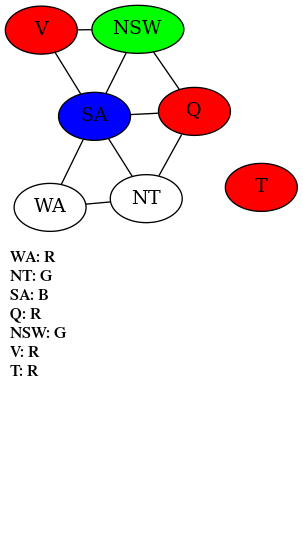 V
NSW
SA
Q
T
WA
NT
WA: R
NT: G
SA: B
Q: R
NSW: G
V: R
T: R